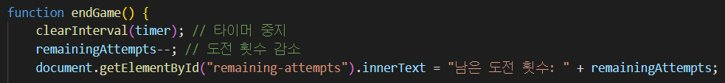 function endGame() {
    clearInterval(timer); // 타이머 중지
    remainingAttempts--; // 도전 횟수 감소
    document.getElementById("remaining-attempts").innerText = "남은 도전 횟수: " + remainingAttempts;